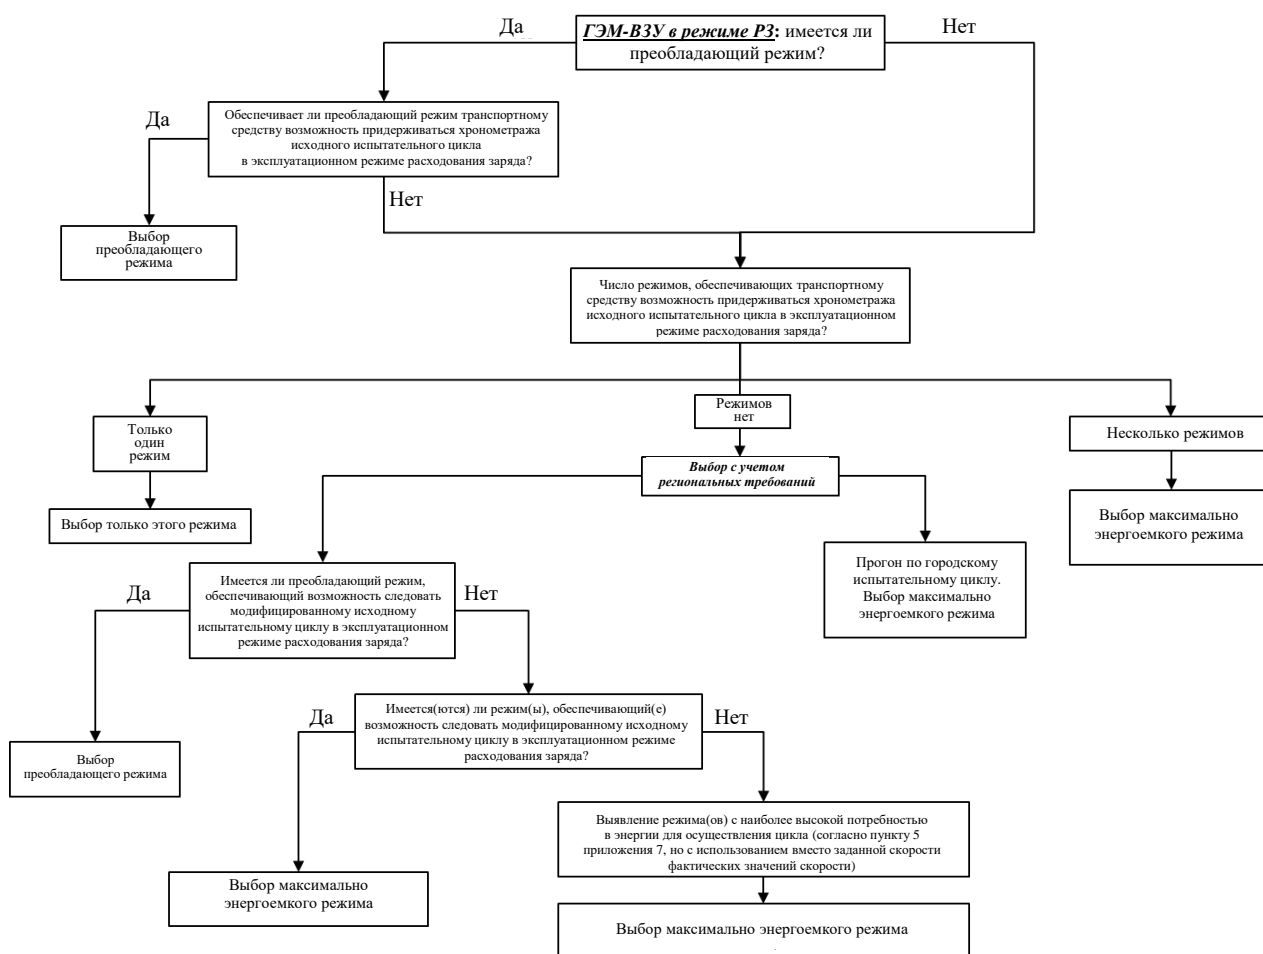 Да
ГЭМ-ВЗУ в режиме РЗ: имеется ли
преобладающий режим?
Нет
Да
Обеспечивает ли преобладающий режим транспортному
средству возможность придерживаться хронометража
исходного испытательного цикла
в эксплуатационном режиме расходования заряда?
Нет
Выбор
преобладающего
режима
Число режимов, обеспечивающих транспортному
средству возможность придерживаться хронометража
исходного испытательного цикла в эксплуатационном
режиме расходования заряда?
Только
один
режим
Режимов
нет
Несколько режимов
Выбор только этого режима
Выбор с учетом
региональных требований
Выбор максимально
энергоемкого режима
Прогон по городскому
испытательному циклу.
Выбор максимально
энергоемкого режима
Да
Имеется ли преобладающий режим,
обеспечивающий возможность следовать
модифицированному исходному
испытательному циклу в эксплуатационном
режиме расходования заряда?
Нет
Выбор
преобладающего режима
Да
Имеется(ются) ли режим(ы), обеспечивающий(е)
возможность следовать модифицированному исходному
испытательному циклу в эксплуатационном режиме
расходования заряда?
Нет
Выявление режима(ов) с наиболее высокой потребностью
в энергии для осуществления цикла (согласно пункту 5
приложения 7, но с использованием вместо заданной скорости
фактических значений скорости)
Выбор максимально
энергоемкого режима
Выбор максимально энергоемкого режима